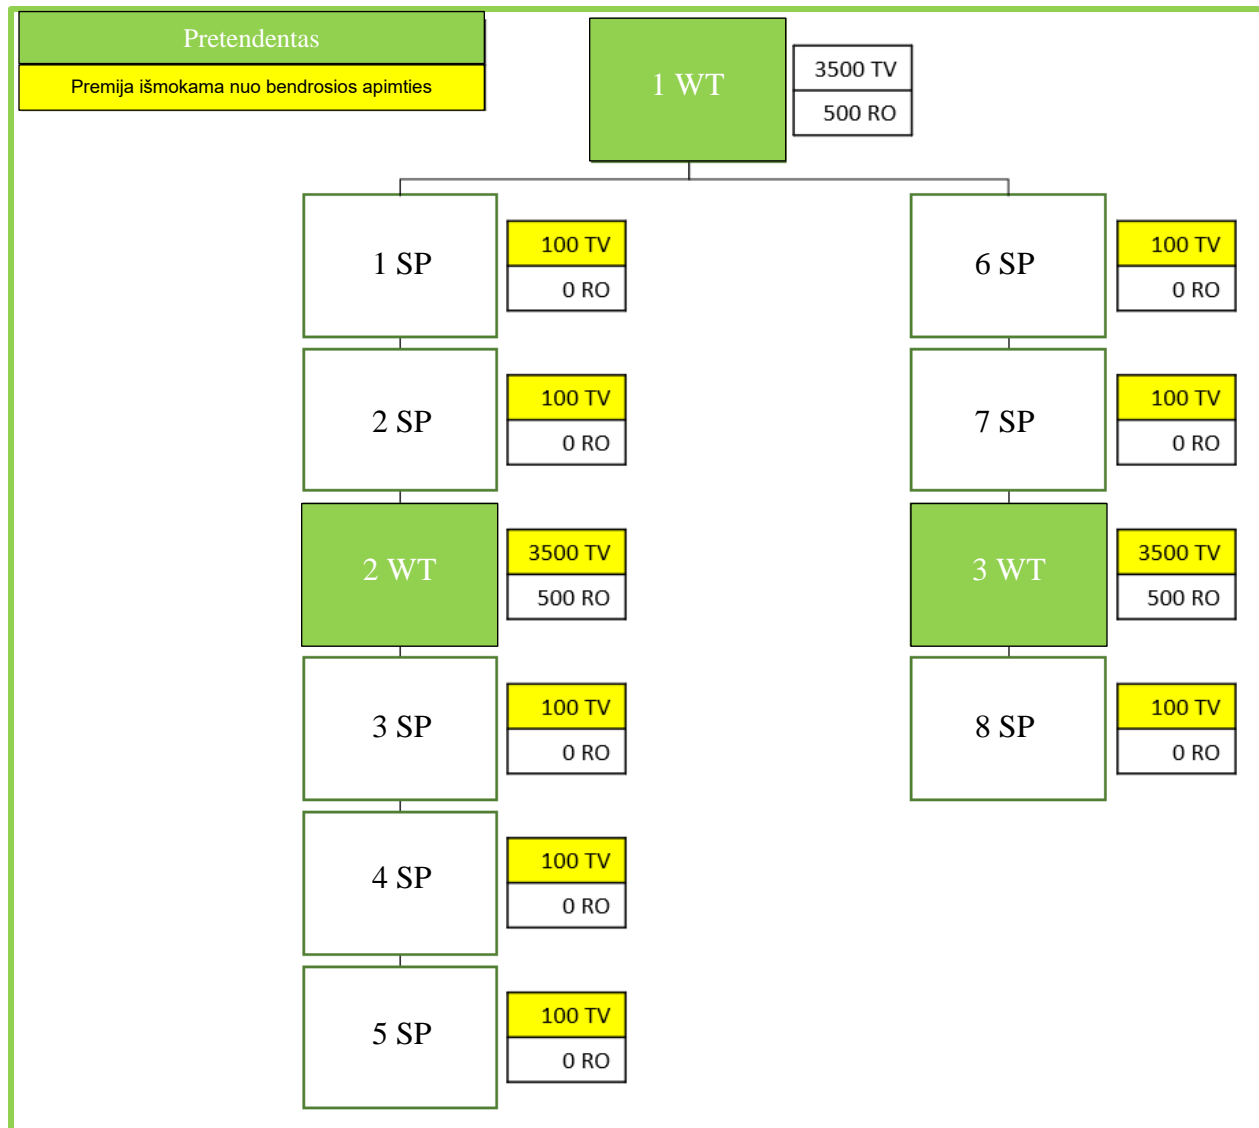 Pretendentas
Premija išmokama nuo bendrosios apimties
1 WT
3500 TV
500 RO
1 SP
100 TV
0 RO
6 SP
100 TV
0 RO
2 SP
100 TV
0 RO
7 SP
100 TV
0 RO
2 WT
3500 TV
500 RO
3 WT
3500 TV
500 RO
3 SP
100 TV
0 RO
8 SP
100 TV
0 RO
4 SP
100 TV
0 RO
5 SP
100 TV
0 RO